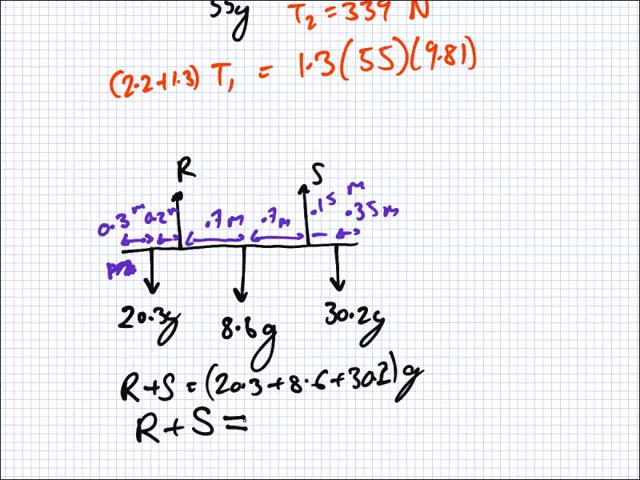 55g T₂ = 339 N
(2.2+1.3) T₁ = 1.3(55)(9.81)
R S
0.3m 0.2m .7m .7m .15m .35m
20.3g 8.6g 30.2g
R+S = (20.3+8.6+30.2)g
R+S =